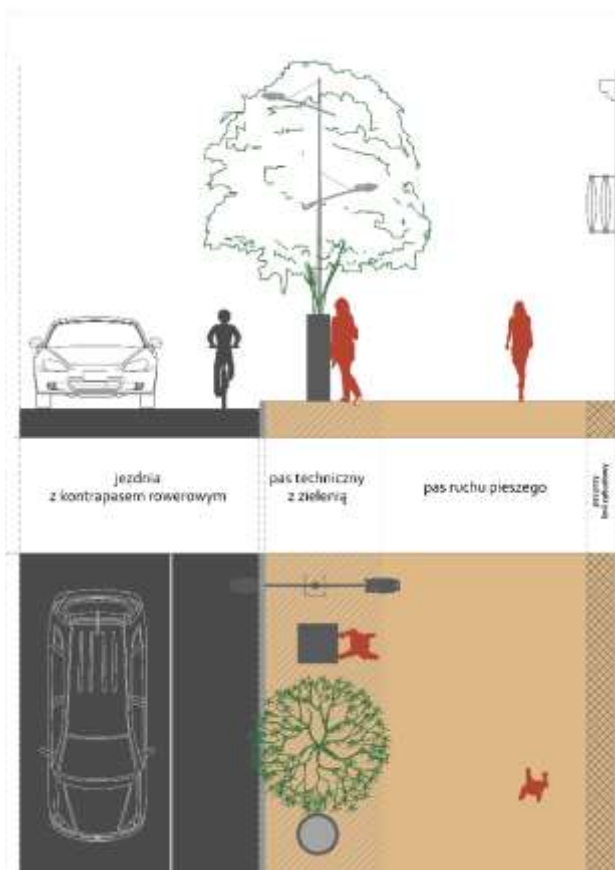 jezdnia
z kontrapasem rowerowym
pas techniczny
z zielenią
pas ruchu pieszego